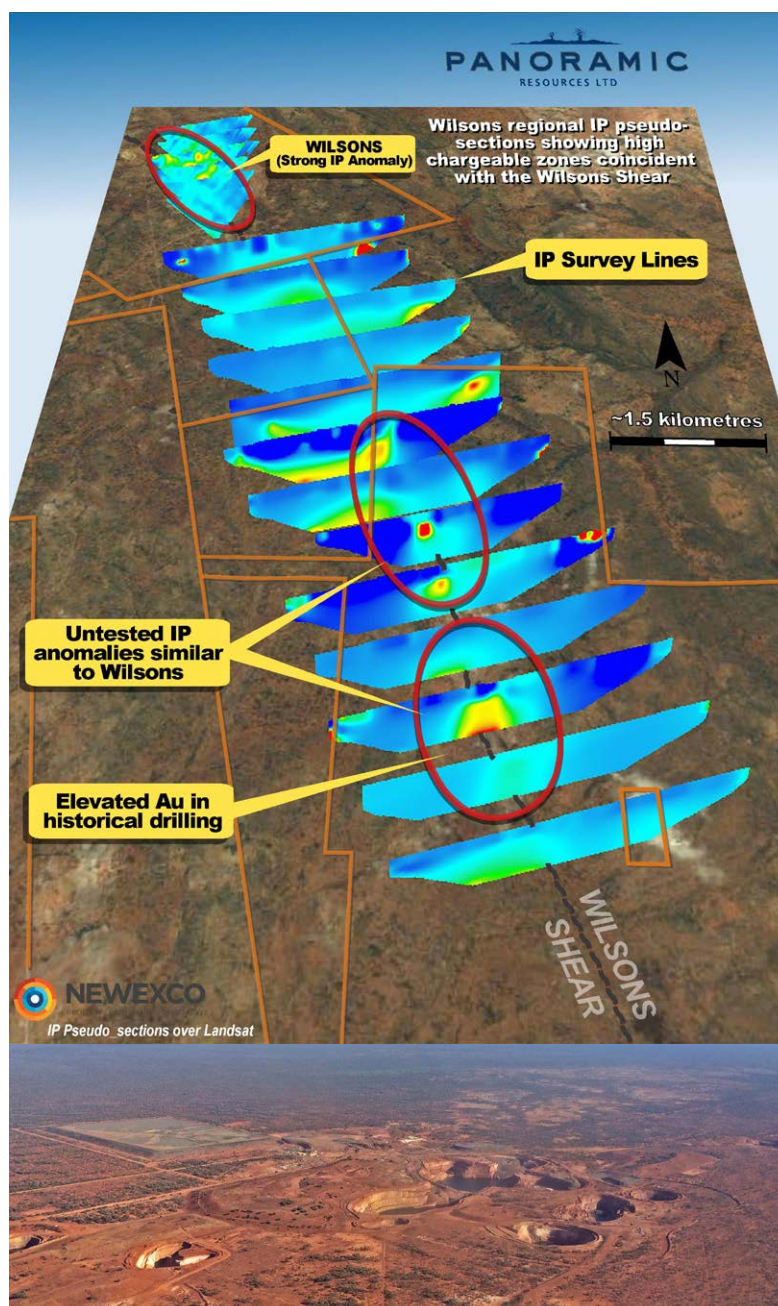 PANORAMIC
RESOURCES LTD
Wilsons regional IP pseudo-
sections showing high
chargeable zones coincident
with the Wilsons Shear
WILSONS
(Strong IP Anomaly)
IP Survey Lines
N
~1.5 kilometres
Untested IP
anomalies similar
to Wilsons
Elevated Au in
historical drilling
WILSONS
SHEAR
NEWEXCO
IP Pseudo_sections over Landsat